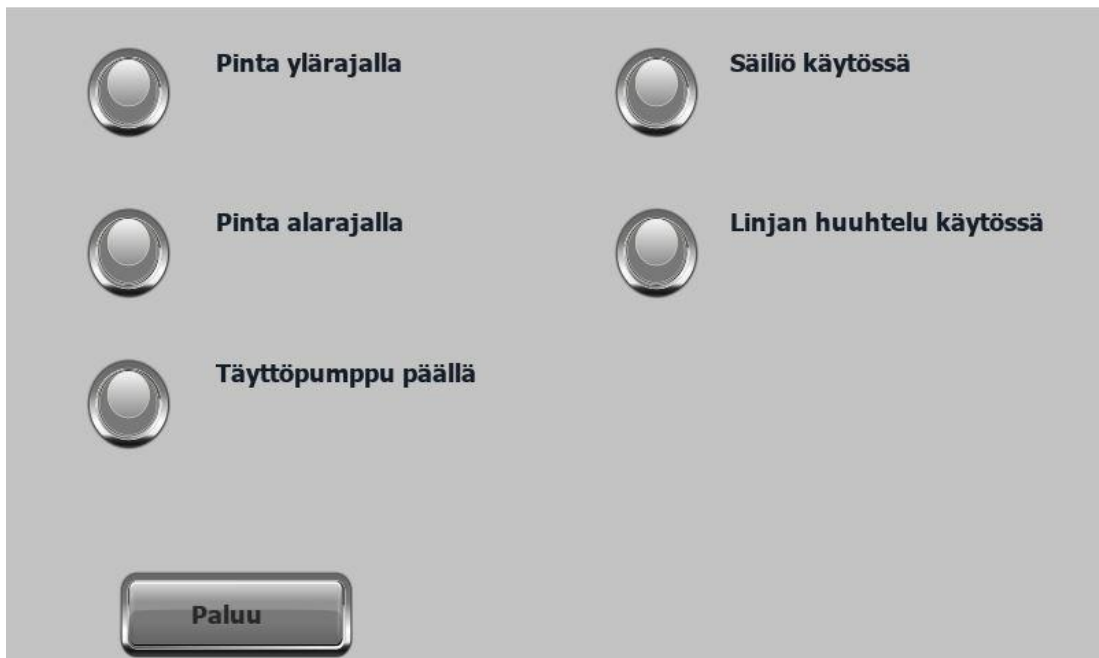 Pinta ylärajalla
Säiliö käytössä
Pinta alarajalla
Linjan huuhtelu käytössä
Täyttöpumppu päällä
Paluu